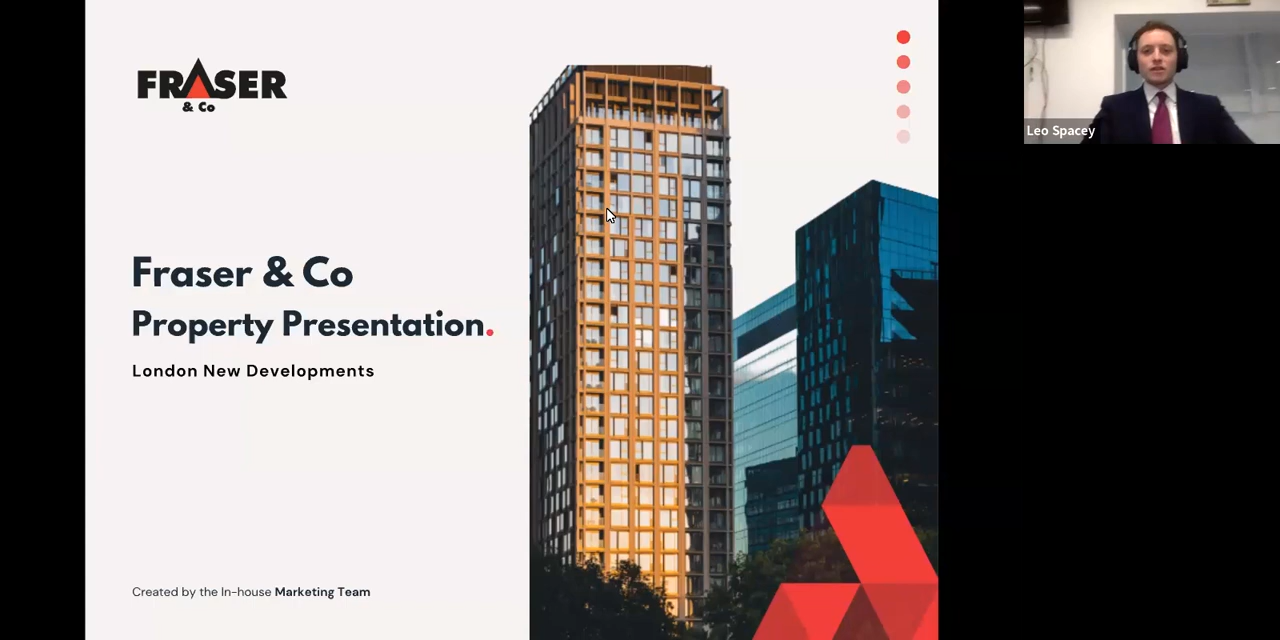 FRASER
& Co
Fraser & Co
Property Presentation.
London New Developments
Created by the In-house Marketing Team
Leo Spacey